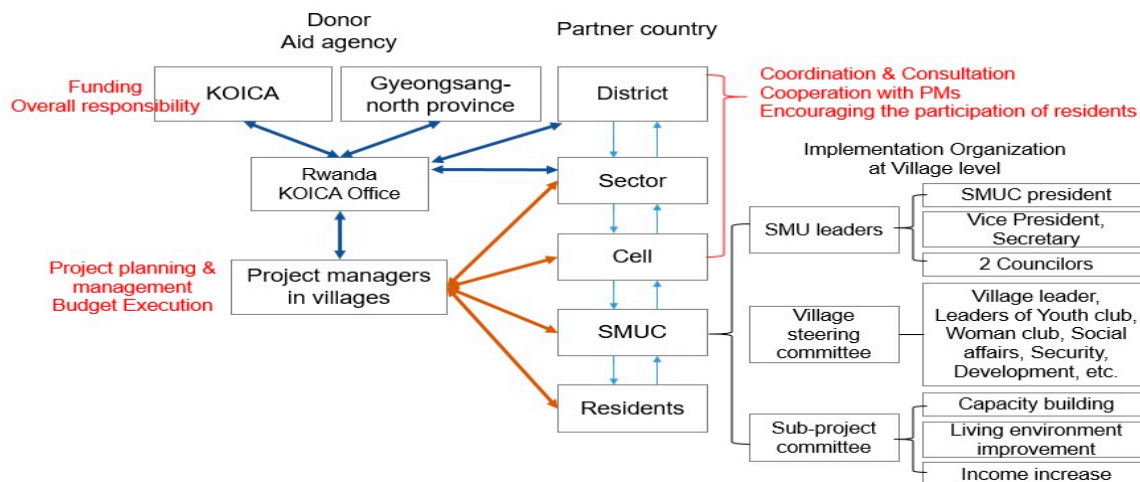 Donor
Aid agency
Partner country
Funding
Overall responsibility
KOICA
Gyeongsang-
north province
District
Coordination & Consultation
Cooperation with PMs
Encouraging the participation of residents
Rwanda
KOICA Office
Sector
Implementation Organization
at Village level
SMU leaders
SMUC president
Vice President,
Secretary
2 Councilors
Project planning &
management
Budget Execution
Project managers
in villages
Cell
SMUC
Village
steering
committee
Village leader,
Leaders of Youth club,
Woman club, Social
affairs, Security,
Development, etc.
Residents
Sub-project
committee
Capacity building
Living environment
improvement
Income increase